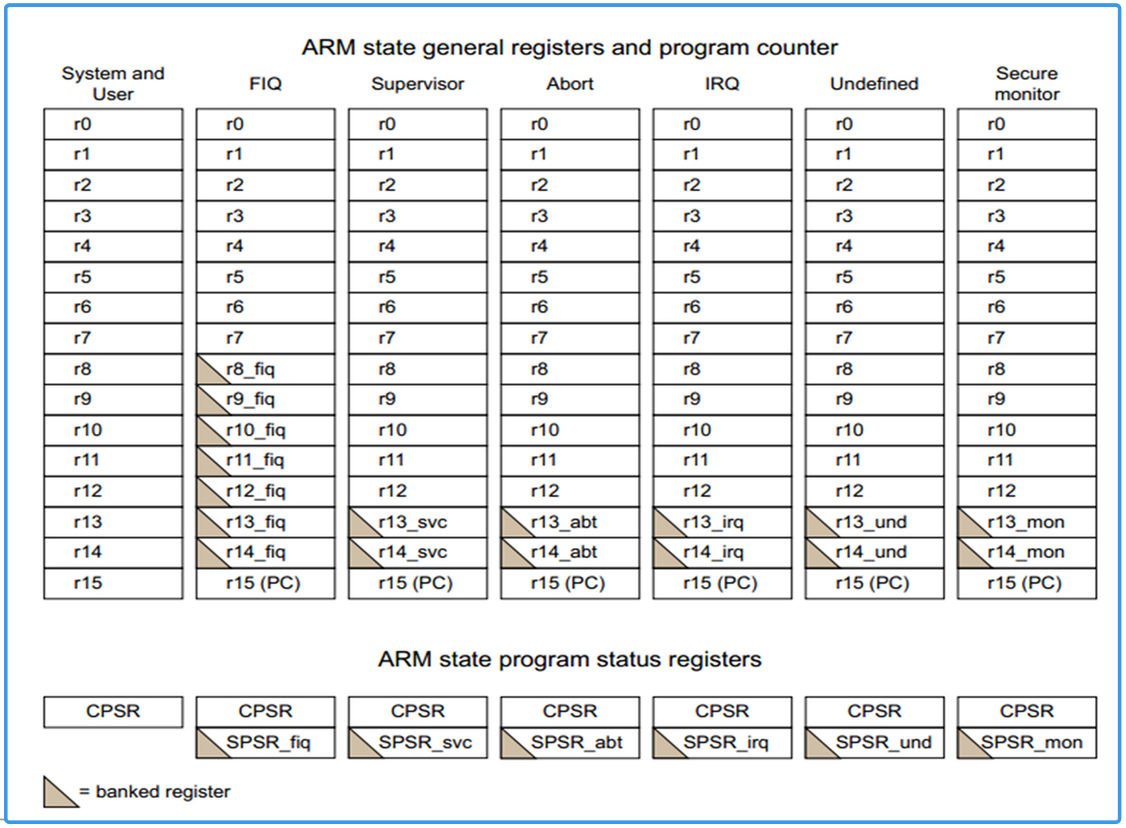 ARM state general registers and program counter
System and User FIQ Supervisor Abort IRQ Undefined Secure monitor
r0 r0 r0 r0 r0 r0 r0
r1 r1 r1 r1 r1 r1 r1
r2 r2 r2 r2 r2 r2 r2
r3 r3 r3 r3 r3 r3 r3
r4 r4 r4 r4 r4 r4 r4
r5 r5 r5 r5 r5 r5 r5
r6 r6 r6 r6 r6 r6 r6
r7 r7 r7 r7 r7 r7 r7
r8 r8_fiq r8 r8 r8 r8 r8
r9 r9_fiq r9 r9 r9 r9 r9
r10 r10_fiq r10 r10 r10 r10 r10
r11 r11_fiq r11 r11 r11 r11 r11
r12 r12_fiq r12 r12 r12 r12 r12
r13 r13_fiq r13_svc r13_abt r13_irq r13_und r13_mon
r14 r14_fiq r14_svc r14_abt r14_irq r14_und r14_mon
r15 r15 (PC) r15 (PC) r15 (PC) r15 (PC) r15 (PC) r15 (PC)
ARM state program status registers
CPSR CPSR CPSR CPSR CPSR CPSR CPSR
SPSR_fiq SPSR_svc SPSR_abt SPSR_irq SPSR_und SPSR_mon
= banked register